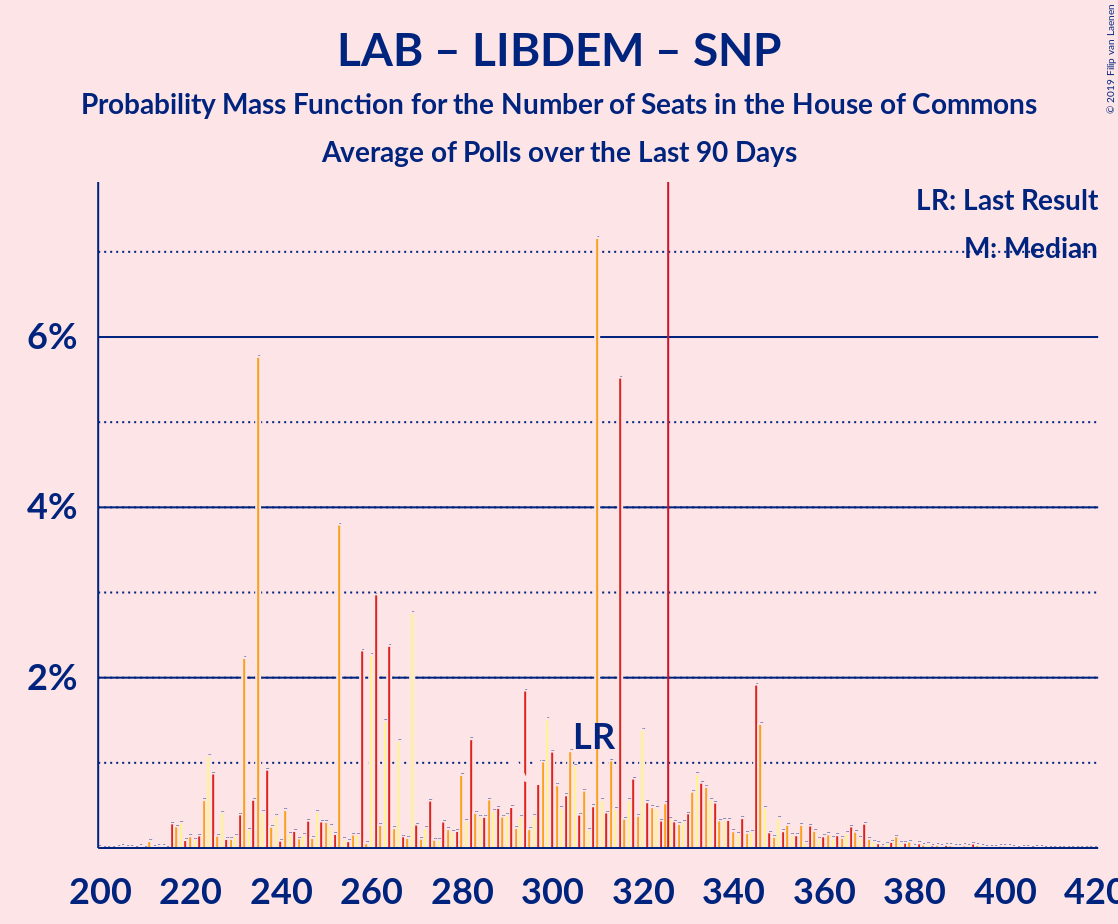 LAB – LIBDEM – SNP
Probability Mass Function for the Number of Seats in the House of Commons
Average of Polls over the Last 90 Days
© 2019 Filip van Laenen
LR: Last Result
M: Median
6%
4%
2%
LR
200 220 240 260 280 300 320 340 360 380 400 420